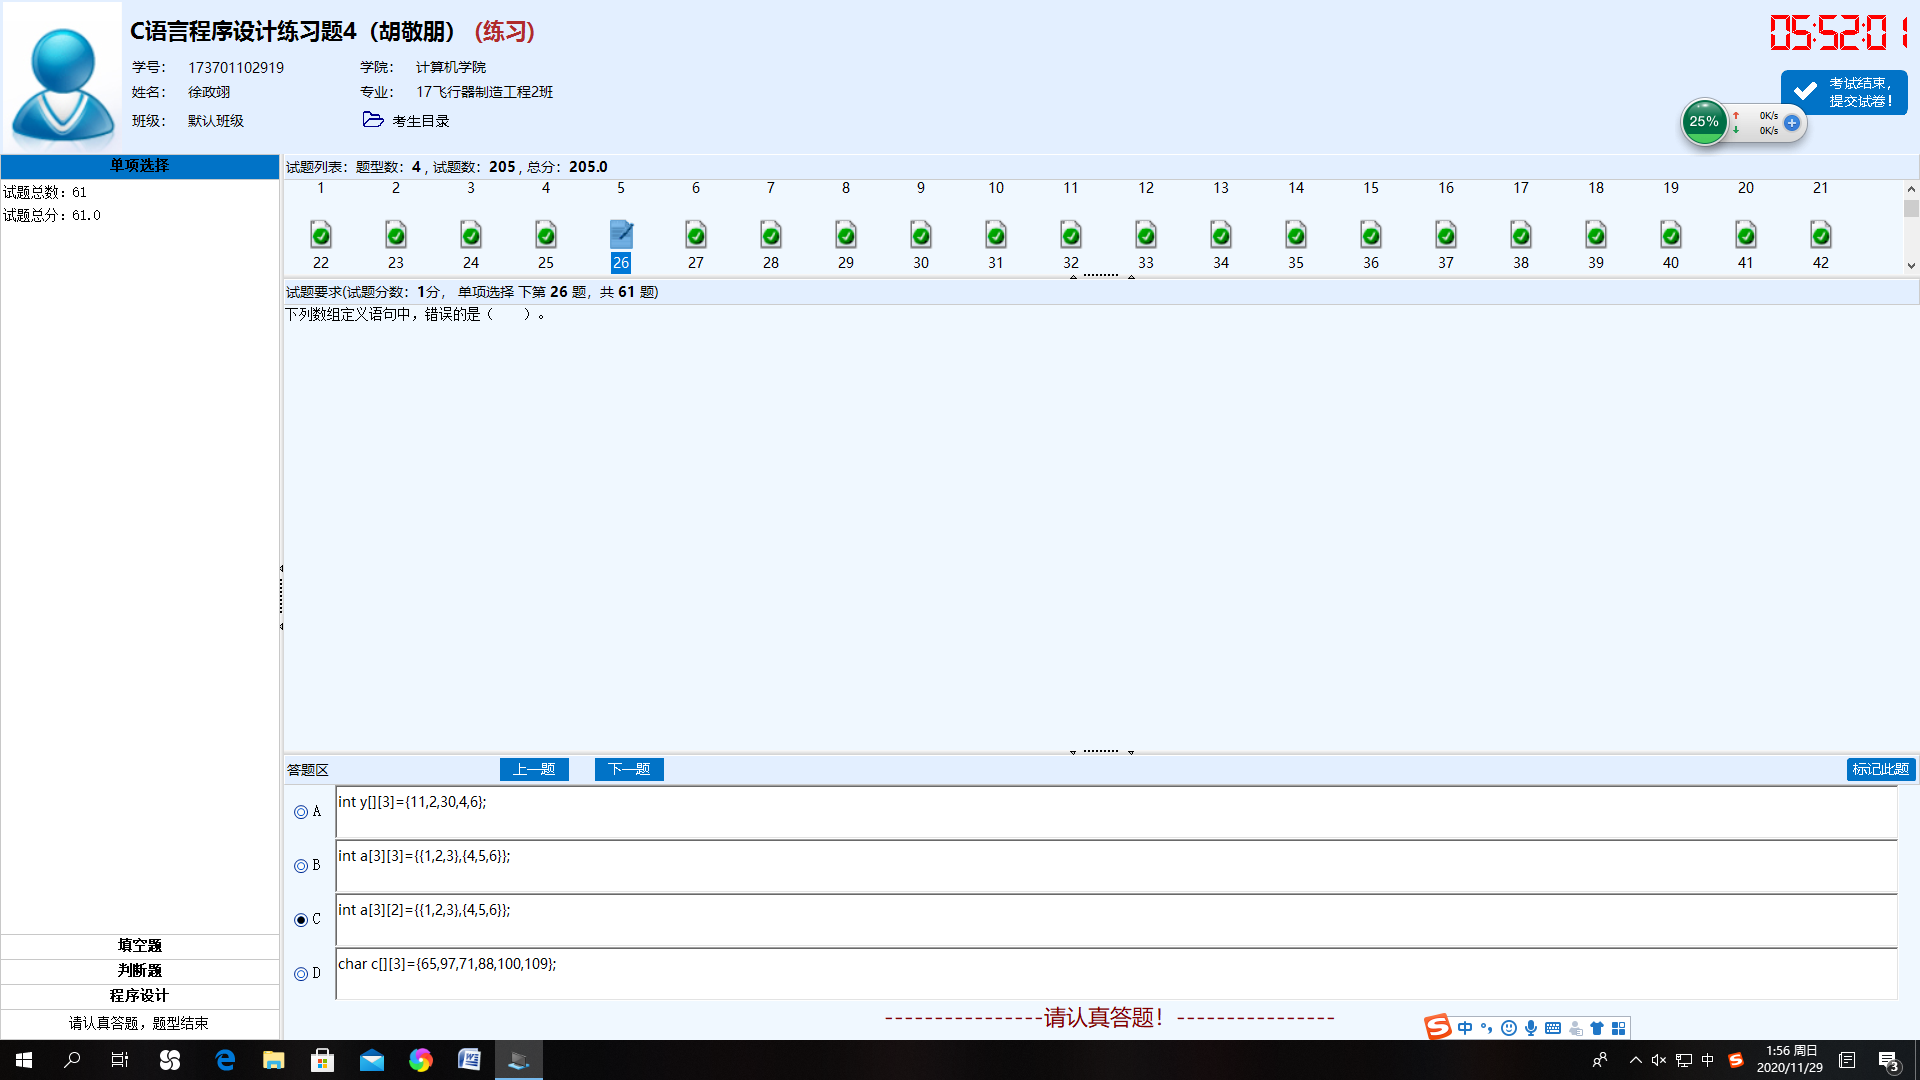 C语言程序设计练习题4（胡敬朋） (练习)
05:52:01
学号： 173701102919 学院： 计算机学院
姓名： 徐政翊 专业： 17飞行器制造工程2班
班级： 默认班级 考生目录
考试结束，
提交试卷！
25% 0K/s
0K/s
单项选择
试题总数：61
试题总分：61.0
试题列表：题型数：4 , 试题数：205 , 总分：205.0
1 2 3 4 5 6 7 8 9 10 11 12 13 14 15 16 17 18 19 20 21
22 23 24 25 26 27 28 29 30 31 32 33 34 35 36 37 38 39 40 41 42
试题要求(试题分数：1分， 单项选择 下第 26 题，共 61 题)
下列数组定义语句中，错误的是（ ）。
答题区 上一题 下一题 标记此题
A int y[][3]={11,2,30,4,6};
B int a[3][3]={{1,2,3},{4,5,6}};
C int a[3][2]={{1,2,3},{4,5,6}};
D char c[][3]={65,97,71,88,100,109};
填空题
判断题
程序设计
请认真答题，题型结束
----------------请认真答题！----------------
中
中
1:56 周日
2020/11/29
3